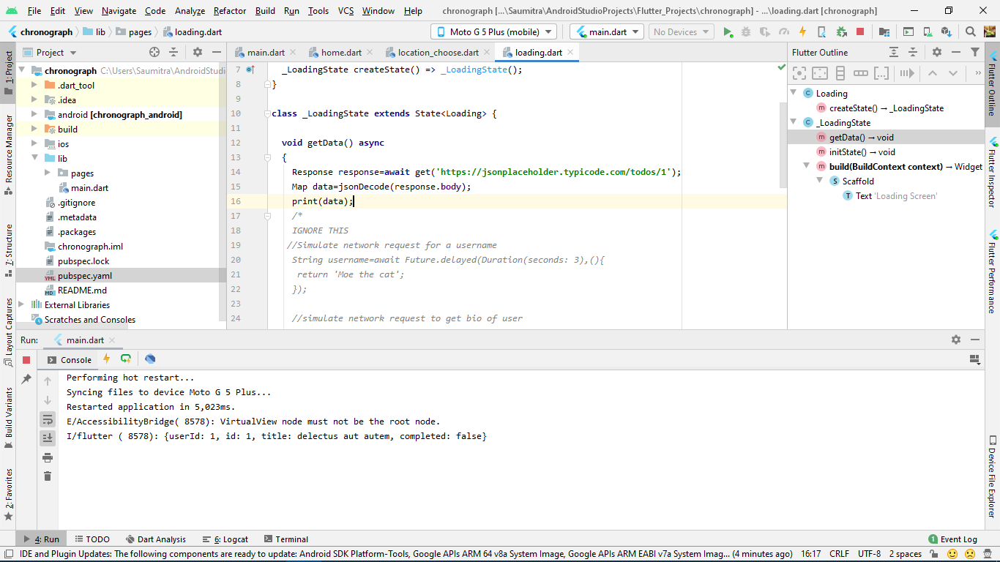 File Edit View Navigate Code Analyze Refactor Build Run Tools VCS Window Help chronograph [...\Saumitra\AndroidStudioProjects\Flutter_Projects\chronograph] - ...\loading.dart [chronograph]
chronograph lib pages loading.dart Moto G 5 Plus (mobile) main.dart No Devices
Project main.dart home.dart location_choose.dart loading.dart Flutter Outline
1: Project
Resource Manager
7: Structure
Layout Captures
Build Variants
2: Favorites
chronograph C:\Users\Saumitra\AndroidStudi
.dart_tool
.idea
android [chronograph_android]
build
ios
lib
pages
main.dart
.gitignore
.metadata
.packages
chronograph.iml
pubspec.lock
YML pubspec.yaml
MD README.md
External Libraries
Scratches and Consoles
7 _LoadingState createState() => _LoadingState();
8 }
9
10 class _LoadingState extends State<Loading> {
11
12 void getData() async
13 {
14 Response response=await get('https://jsonplaceholder.typicode.com/todos/1');
15 Map data=jsonDecode(response.body);
16 print(data);
17 /*
18 IGNORE THIS
19 //Simulate network request for a username
20 String username=await Future.delayed(Duration(seconds: 3),(){
21 return 'Moe the cat';
22 });
23
24 //simulate network request to get bio of user
C Loading
m createState() → _LoadingState
C _LoadingState
m getData() → void
m initState() → void
m build(BuildContext context) → Widget
S Scaffold
T Text 'Loading Screen'
Flutter Outline
Flutter Inspector
Flutter Performance
Device File Explorer
Run: main.dart
Console
Performing hot restart...
Syncing files to device Moto G 5 Plus...
Restarted application in 5,023ms.
E/AccessibilityBridge( 8578): VirtualView node must not be the root node.
I/flutter ( 8578): {userId: 1, id: 1, title: delectus aut autem, completed: false}
4: Run TODO Dart Analysis 6: Logcat Terminal 1 Event Log
IDE and Plugin Updates: The following components are ready to update: Android SDK Platform-Tools, Google APIs ARM 64 v8a System Image, Google APIs ARM EABI v7a System Imag... (4 minutes ago) 16:17 CRLF UTF-8 2 spaces